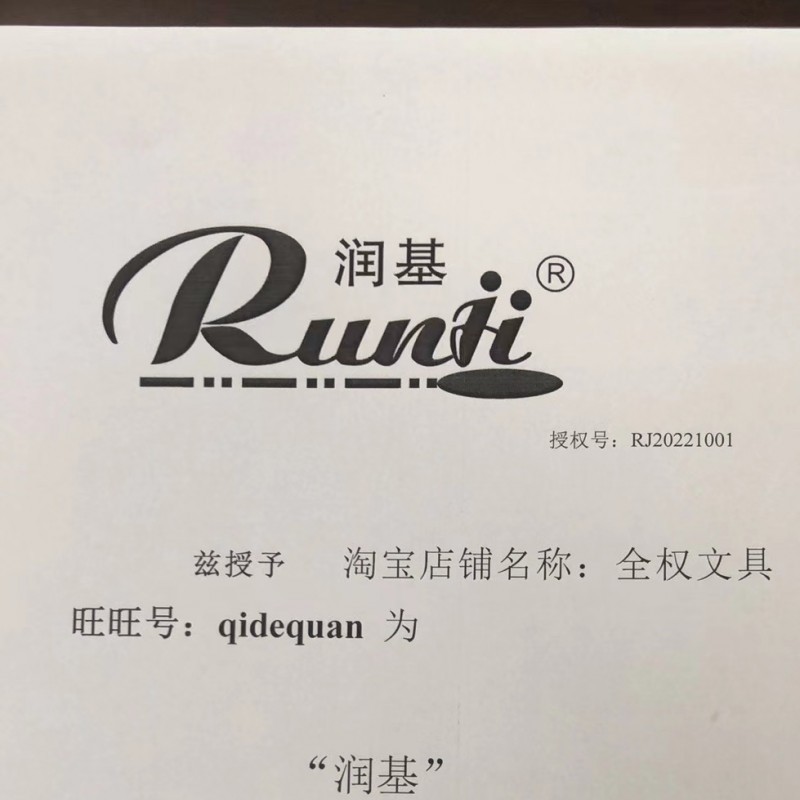 润基
Runji®
授权号：RJ20221001
兹授予 淘宝店铺名称：全权文具
旺旺号：qidequan 为
“润基”